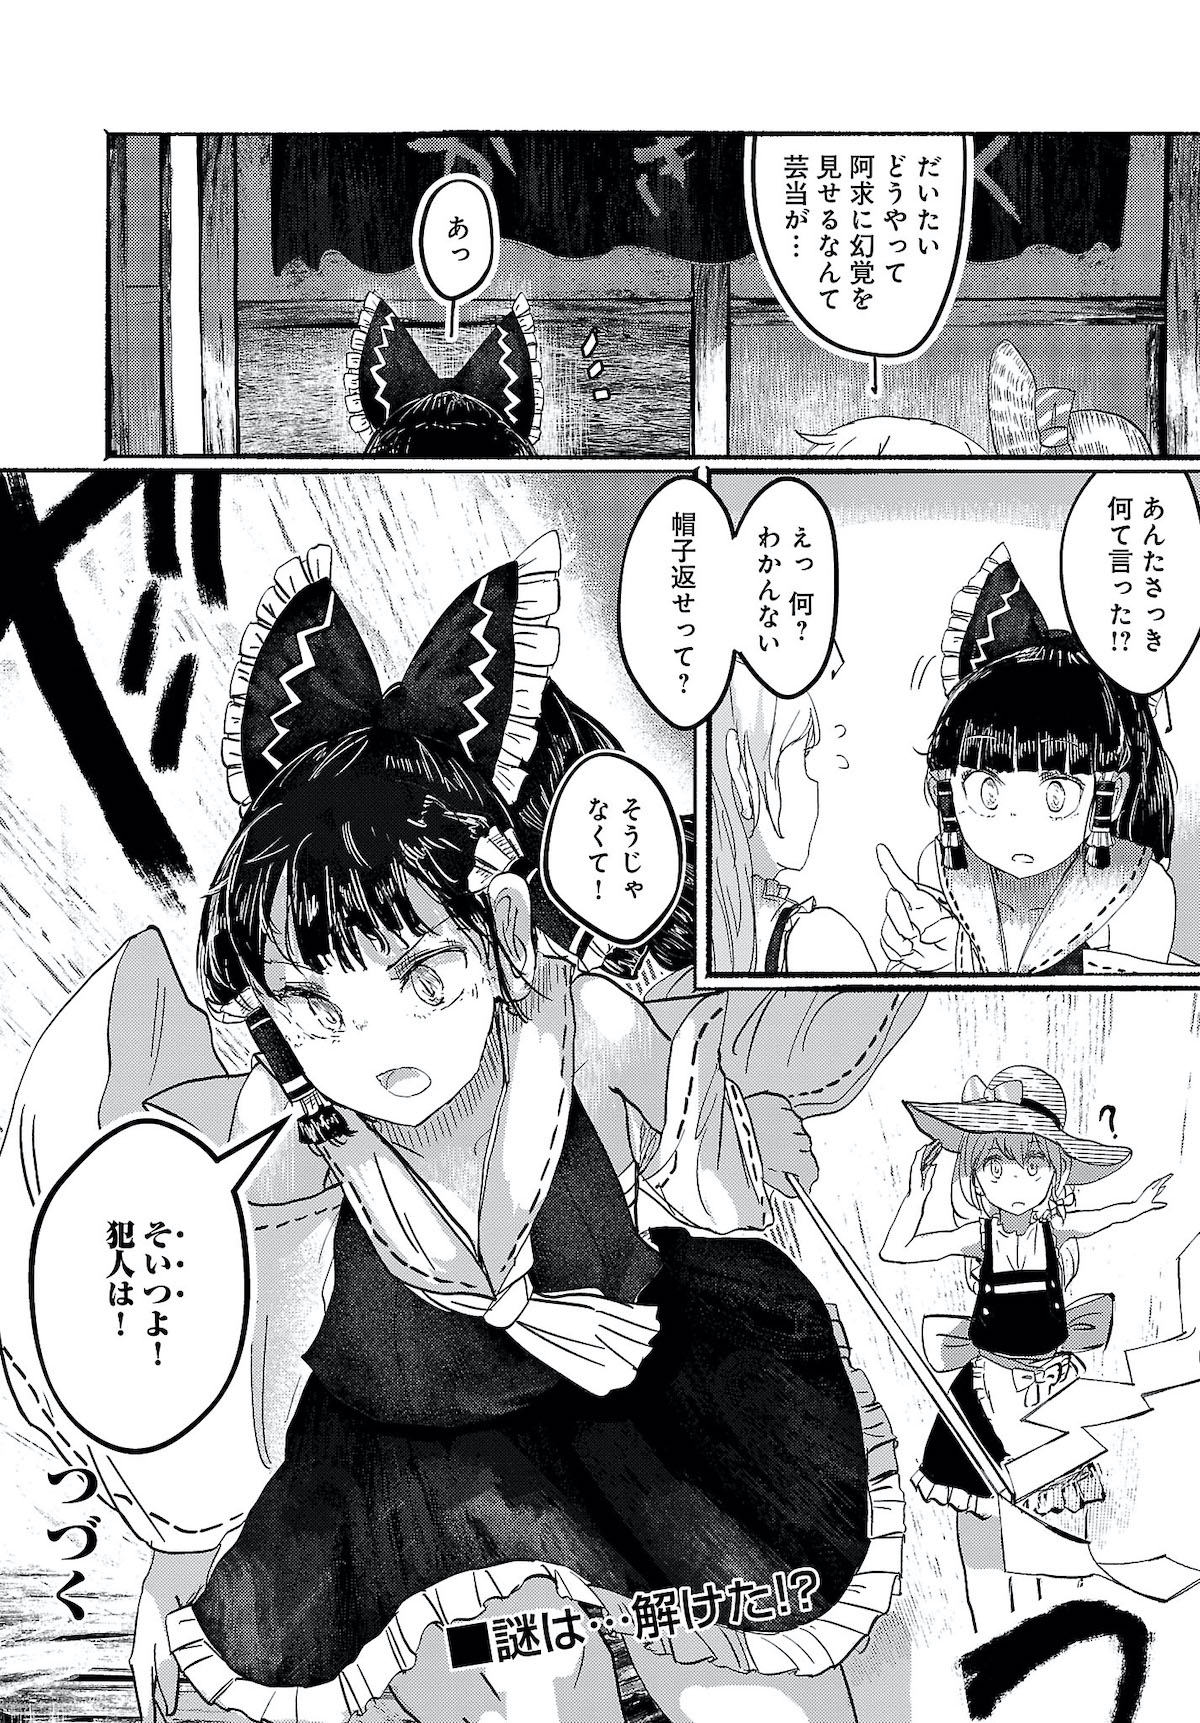 だいたい
どうやって
阿求に幻覚を
見せるなんて
芸当が…
あっ
あんたさっき
何て言った!?
えっ 何?
わかんない
帽子返せって?
そうじゃ
なくて!
そいつよ!
犯人は!
つづく
■謎は…解けた!?